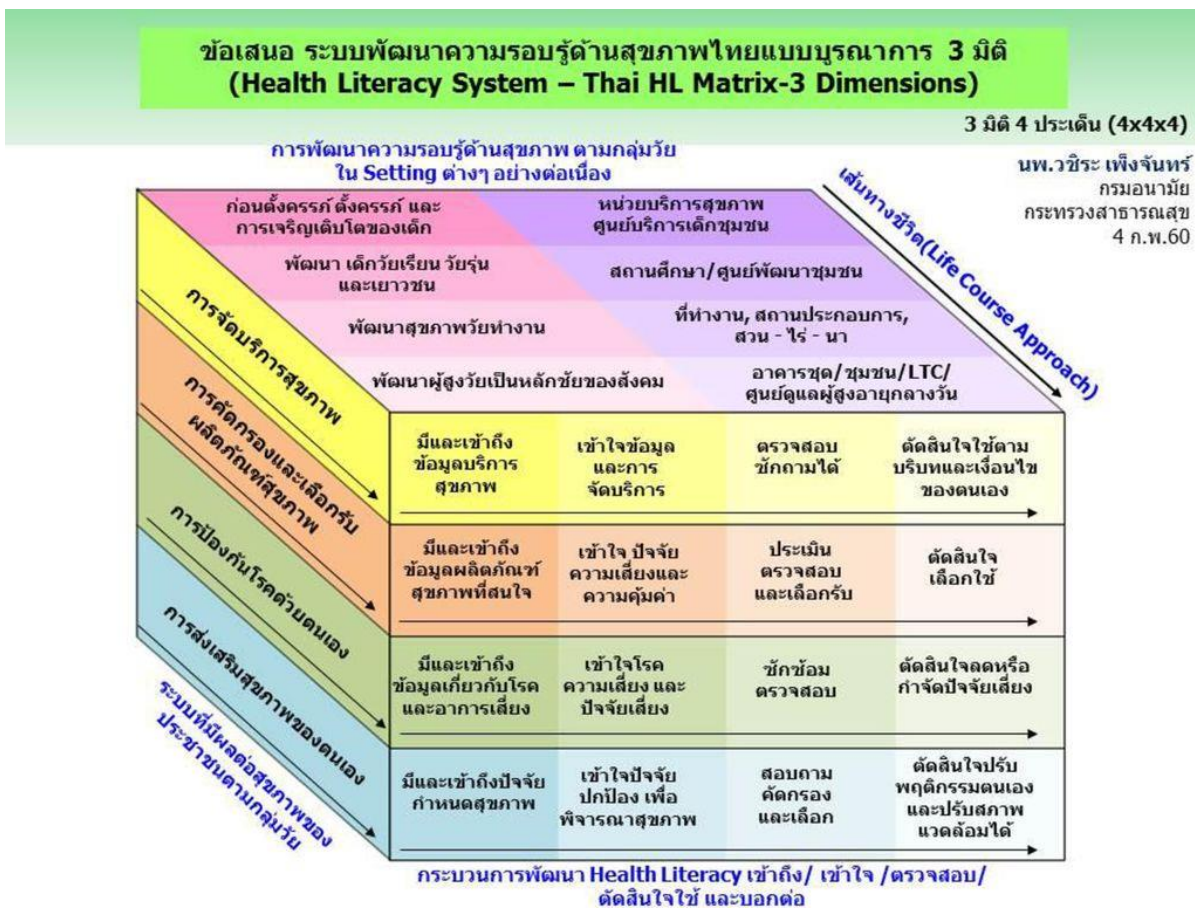 ข้อเสนอ ระบบพัฒนาความรอบรู้ด้านสุขภาพไทยแบบบูรณาการ 3 มิติ
(Health Literacy System – Thai HL Matrix-3 Dimensions)
3 มิติ 4 ประเด็น (4x4x4)
นพ.วชิระ เพ็งจันทร์
กรมอนามัย
กระทรวงสาธารณสุข
4 ก.พ.60
การพัฒนาความรอบรู้ด้านสุขภาพ ตามกลุ่มวัย
ใน Setting ต่างๆ อย่างต่อเนื่อง
เส้นทางชีวิต(Life Course Approach)
ก่อนตั้งครรภ์ ตั้งครรภ์ และ
การเจริญเติบโตของเด็ก
หน่วยบริการสุขภาพ
ศูนย์บริการเด็กชุมชน
พัฒนา เด็กวัยเรียน วัยรุ่น
และเยาวชน
สถานศึกษา/ศูนย์พัฒนาชุมชน
พัฒนาสุขภาพวัยทำงาน
ที่ทำงาน, สถานประกอบการ,
สวน - ไร่ - นา
พัฒนาผู้สูงวัยเป็นหลักชัยของสังคม
อาคารชุด/ชุมชน/LTC/
ศูนย์ดูแลผู้สูงอายุกลางวัน
การจัดบริการสุขภาพ
มีและเข้าถึง
ข้อมูลบริการ
สุขภาพ
เข้าใจข้อมูล
และการ
จัดบริการ
ตรวจสอบ
ซักถามได้
ตัดสินใจใช้ตาม
บริบทและเงื่อนไข
ของตนเอง
การคัดกรองและเลือกรับ
ผลิตภัณฑ์สุขภาพ
มีและเข้าถึง
ข้อมูลผลิตภัณฑ์
สุขภาพที่สนใจ
เข้าใจ ปัจจัย
ความเสี่ยงและ
ความคุ้มค่า
ประเมิน
ตรวจสอบ
และเลือกรับ
ตัดสินใจ
เลือกใช้
การป้องกันโรคด้วยตนเอง
มีและเข้าถึง
ข้อมูลเกี่ยวกับโรค
และอาการเสี่ยง
เข้าใจโรค
ความเสี่ยง และ
ปัจจัยเสี่ยง
ซักซ้อม
ตรวจสอบ
ตัดสินใจลดหรือ
กำจัดปัจจัยเสี่ยง
การส่งเสริมสุขภาพของตนเอง
มีและเข้าถึงปัจจัย
กำหนดสุขภาพ
เข้าใจปัจจัย
ปกป้อง เพื่อ
พิจารณาสุขภาพ
สอบถาม
คัดกรอง
และเลือก
ตัดสินใจปรับ
พฤติกรรมตนเอง
และปรับสภาพ
แวดล้อมได้
ระบบที่มีผลต่อสุขภาพของ
ประชาชนตามกลุ่มวัย
กระบวนการพัฒนา Health Literacy เข้าถึง/ เข้าใจ /ตรวจสอบ/
ตัดสินใจใช้ และบอกต่อ